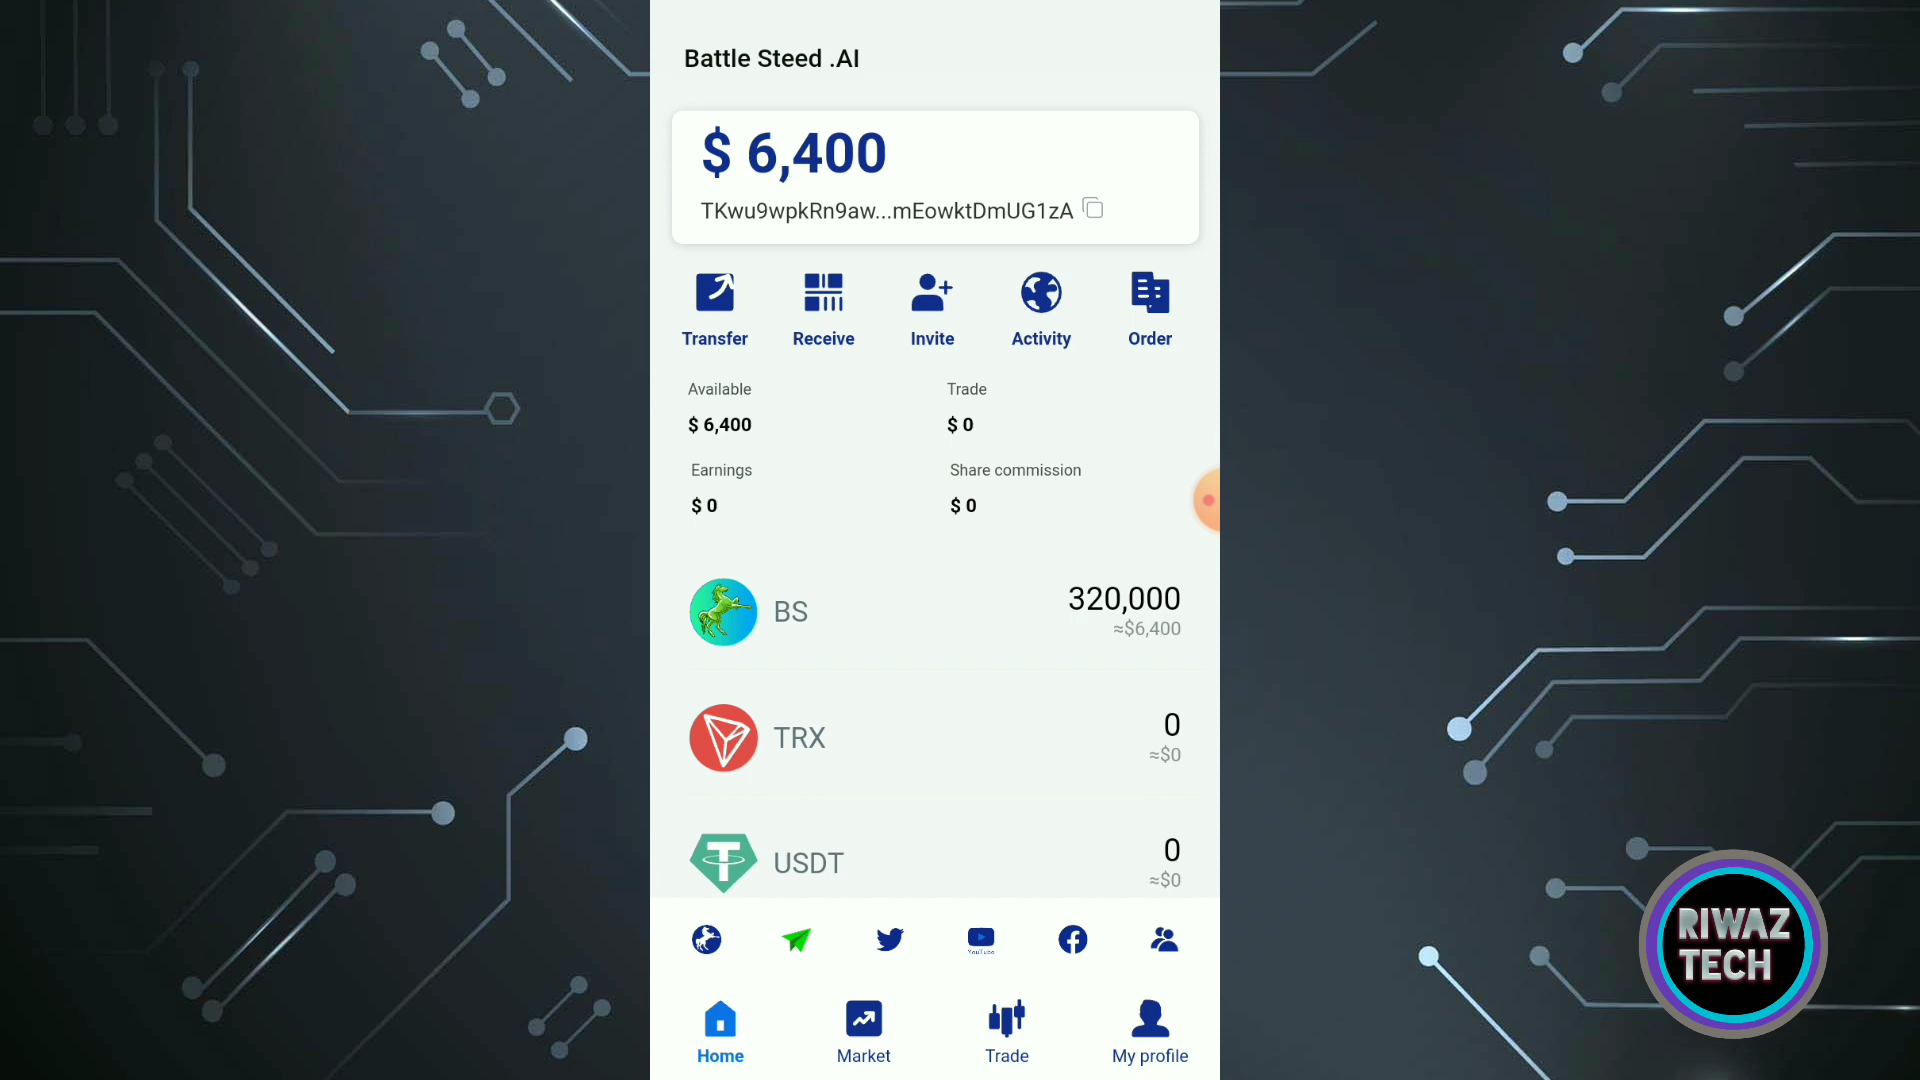 Battle Steed .AI
$ 6,400
TKwu9wpkRn9aw...mEowktDmUG1zA
Transfer Receive Invite Activity Order
Available Trade
$ 6,400 $ 0
Earnings Share commission
$ 0 $ 0
BS 320,000
≈$6,400
TRX 0
≈$0
USDT 0
≈$0
YouTube
Home Market Trade My profile
RIWAZ
TECH